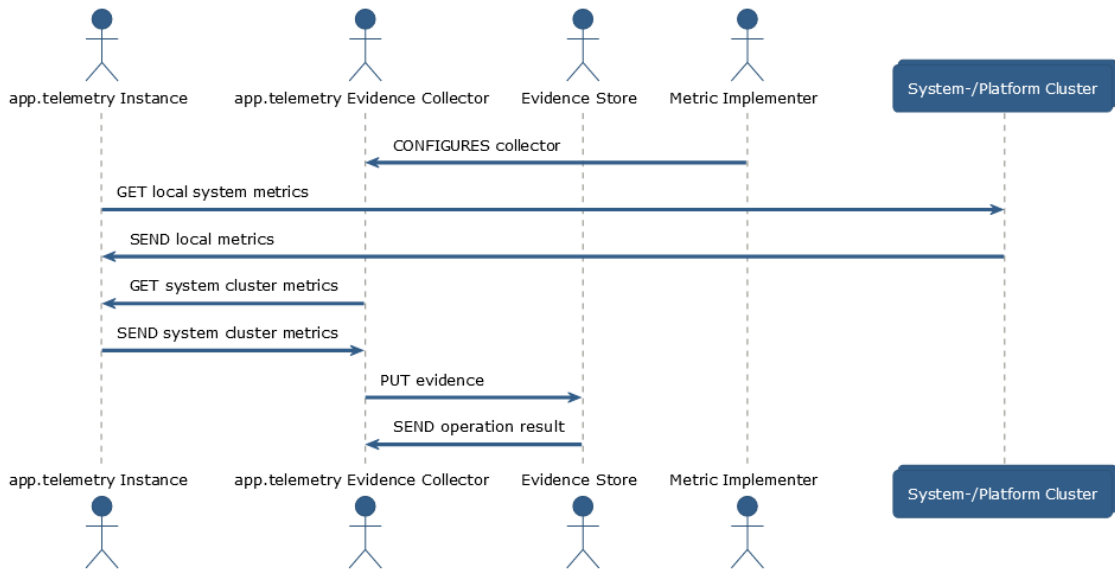 app.telemetry Instance
app.telemetry Evidence Collector
Evidence Store
Metric Implementer
System-/Platform Cluster
CONFIGURES collector
GET local system metrics
SEND local metrics
GET system cluster metrics
SEND system cluster metrics
PUT evidence
SEND operation result
app.telemetry Instance
app.telemetry Evidence Collector
Evidence Store
Metric Implementer
System-/Platform Cluster